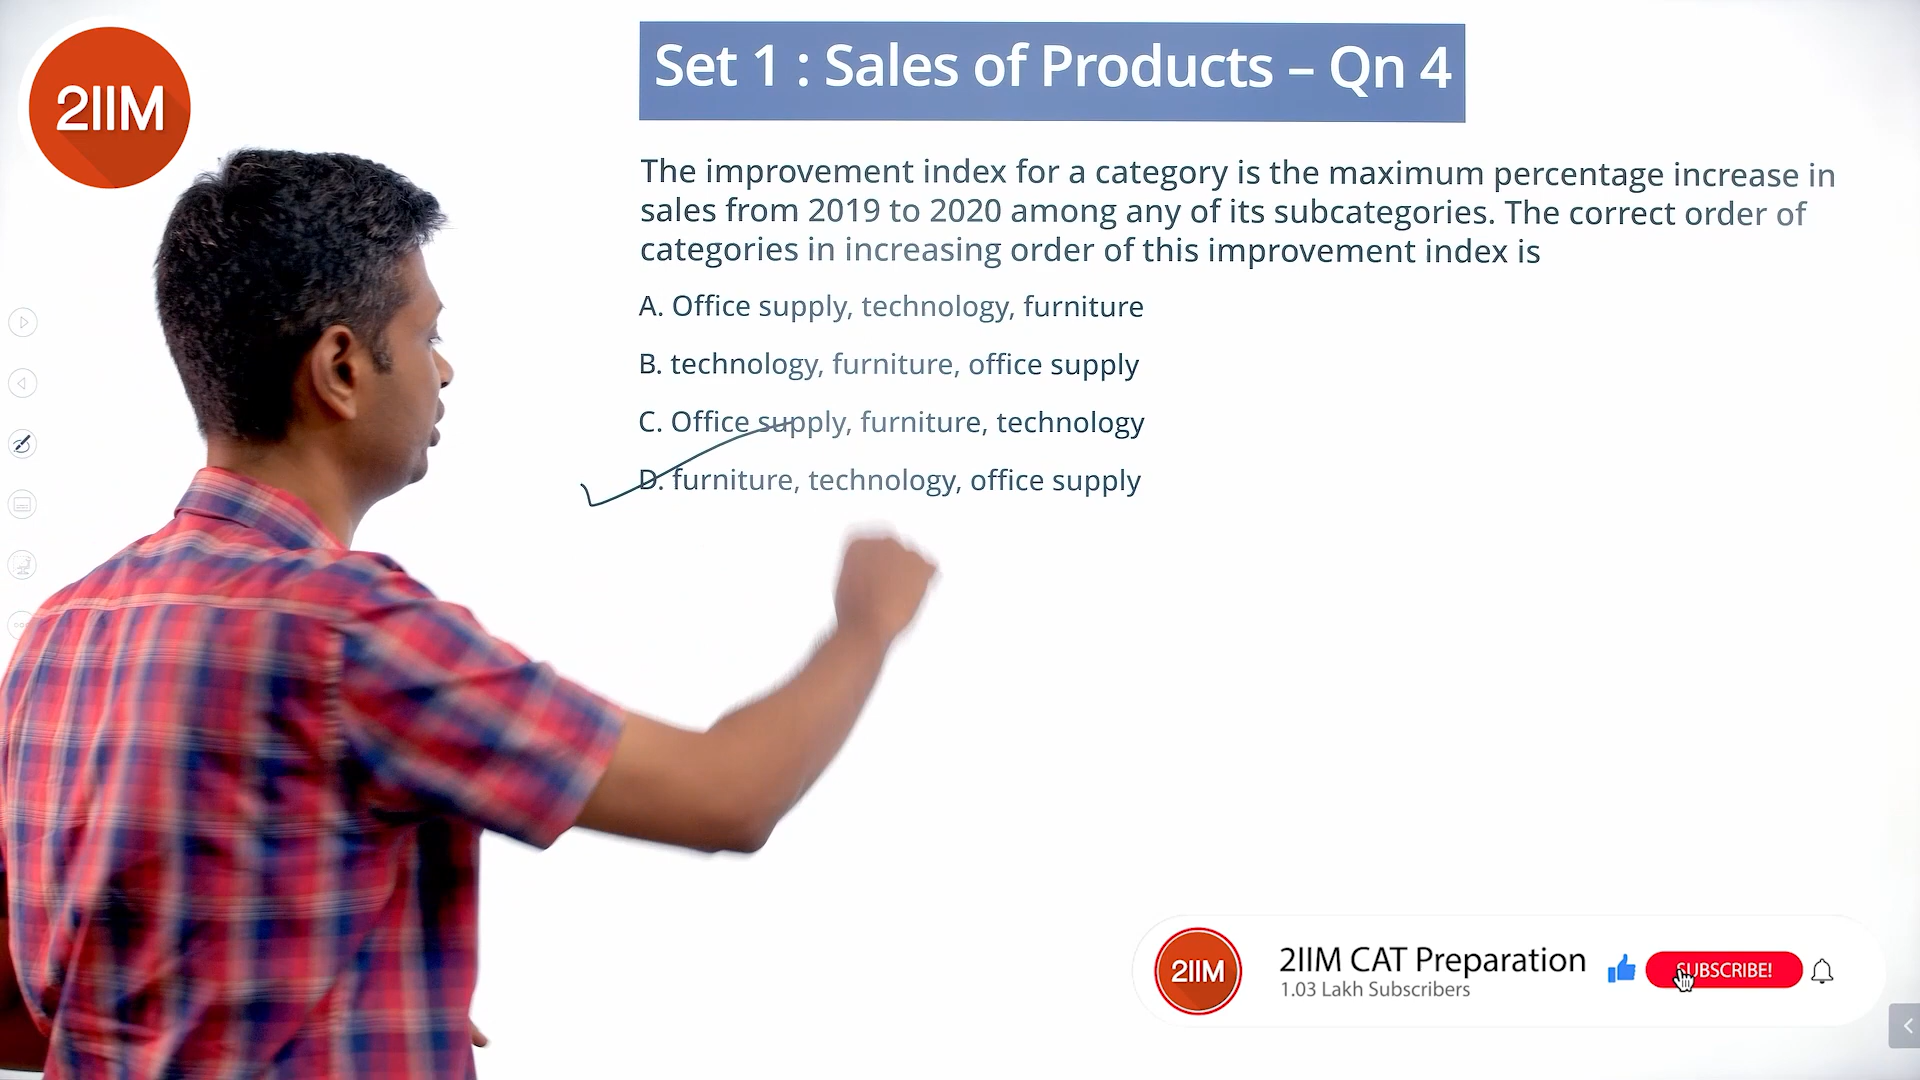 2IIM
Set 1 : Sales of Products – Qn 4
The improvement index for a category is the maximum percentage increase in
sales from 2019 to 2020 among any of its subcategories. The correct order of
categories in increasing order of this improvement index is
A. Office supply, technology, furniture
B. technology, furniture, office supply
C. Office supply, furniture, technology
D. furniture, technology, office supply
2IIM
2IIM CAT Preparation
1.03 Lakh Subscribers
SUBSCRIBE!